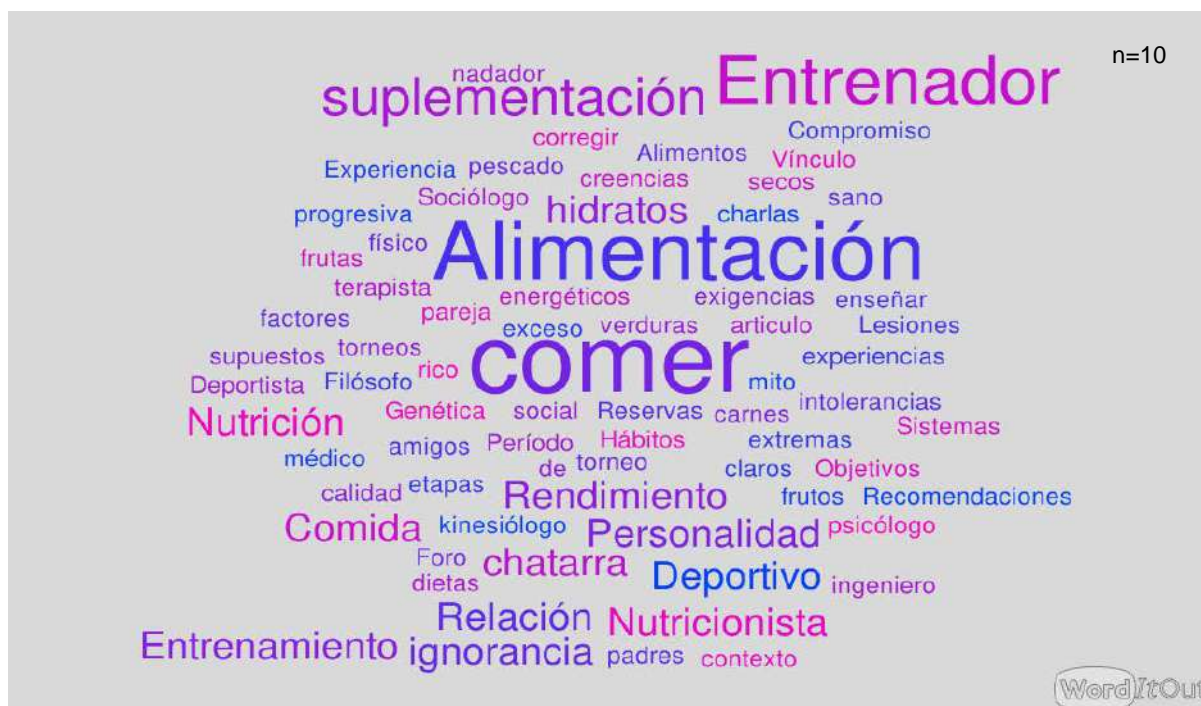 n=10
nadador
suplementación Entrenador
corregir Alimentos Compromiso
Experiencia pescado creencias Vínculo
Sociólogo secos sano
progresiva hidratos charlas
frutas físico Alimentación
terapista energéticos exigencias enseñar
factores pareja exceso verduras articulo Lesiones
supuestos torneos comer experiencias
Deportista Filósofo rico mito
Nutrición Genética social Reservas carnes intolerancias
Sistemas
médico amigos Período Hábitos extremas
de torneo claros Objetivos
calidad etapas Rendimiento frutos Recomendaciones
Comida kinesiólogo Personalidad psicólogo
Foro chatarra
dietas Deportivo ingeniero
Relación Nutricionista
Entrenamiento ignorancia padres contexto
WordItOut